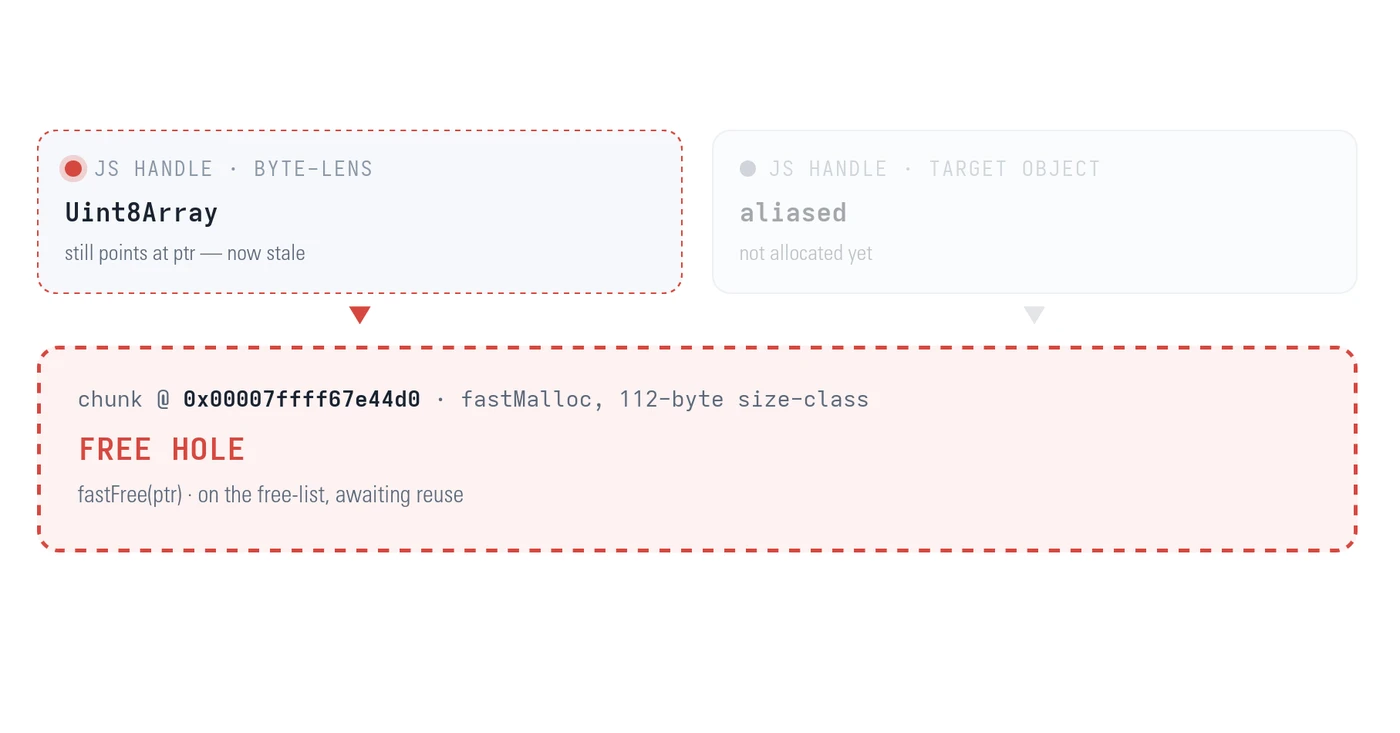 JS HANDLE · BYTE-LENS
Uint8Array
still points at ptr — now stale
JS HANDLE · TARGET OBJECT
aliased
not allocated yet
chunk @ 0x00007ffff67e44d0 · fastMalloc, 112-byte size-class
FREE HOLE
fastFree(ptr) · on the free-list, awaiting reuse